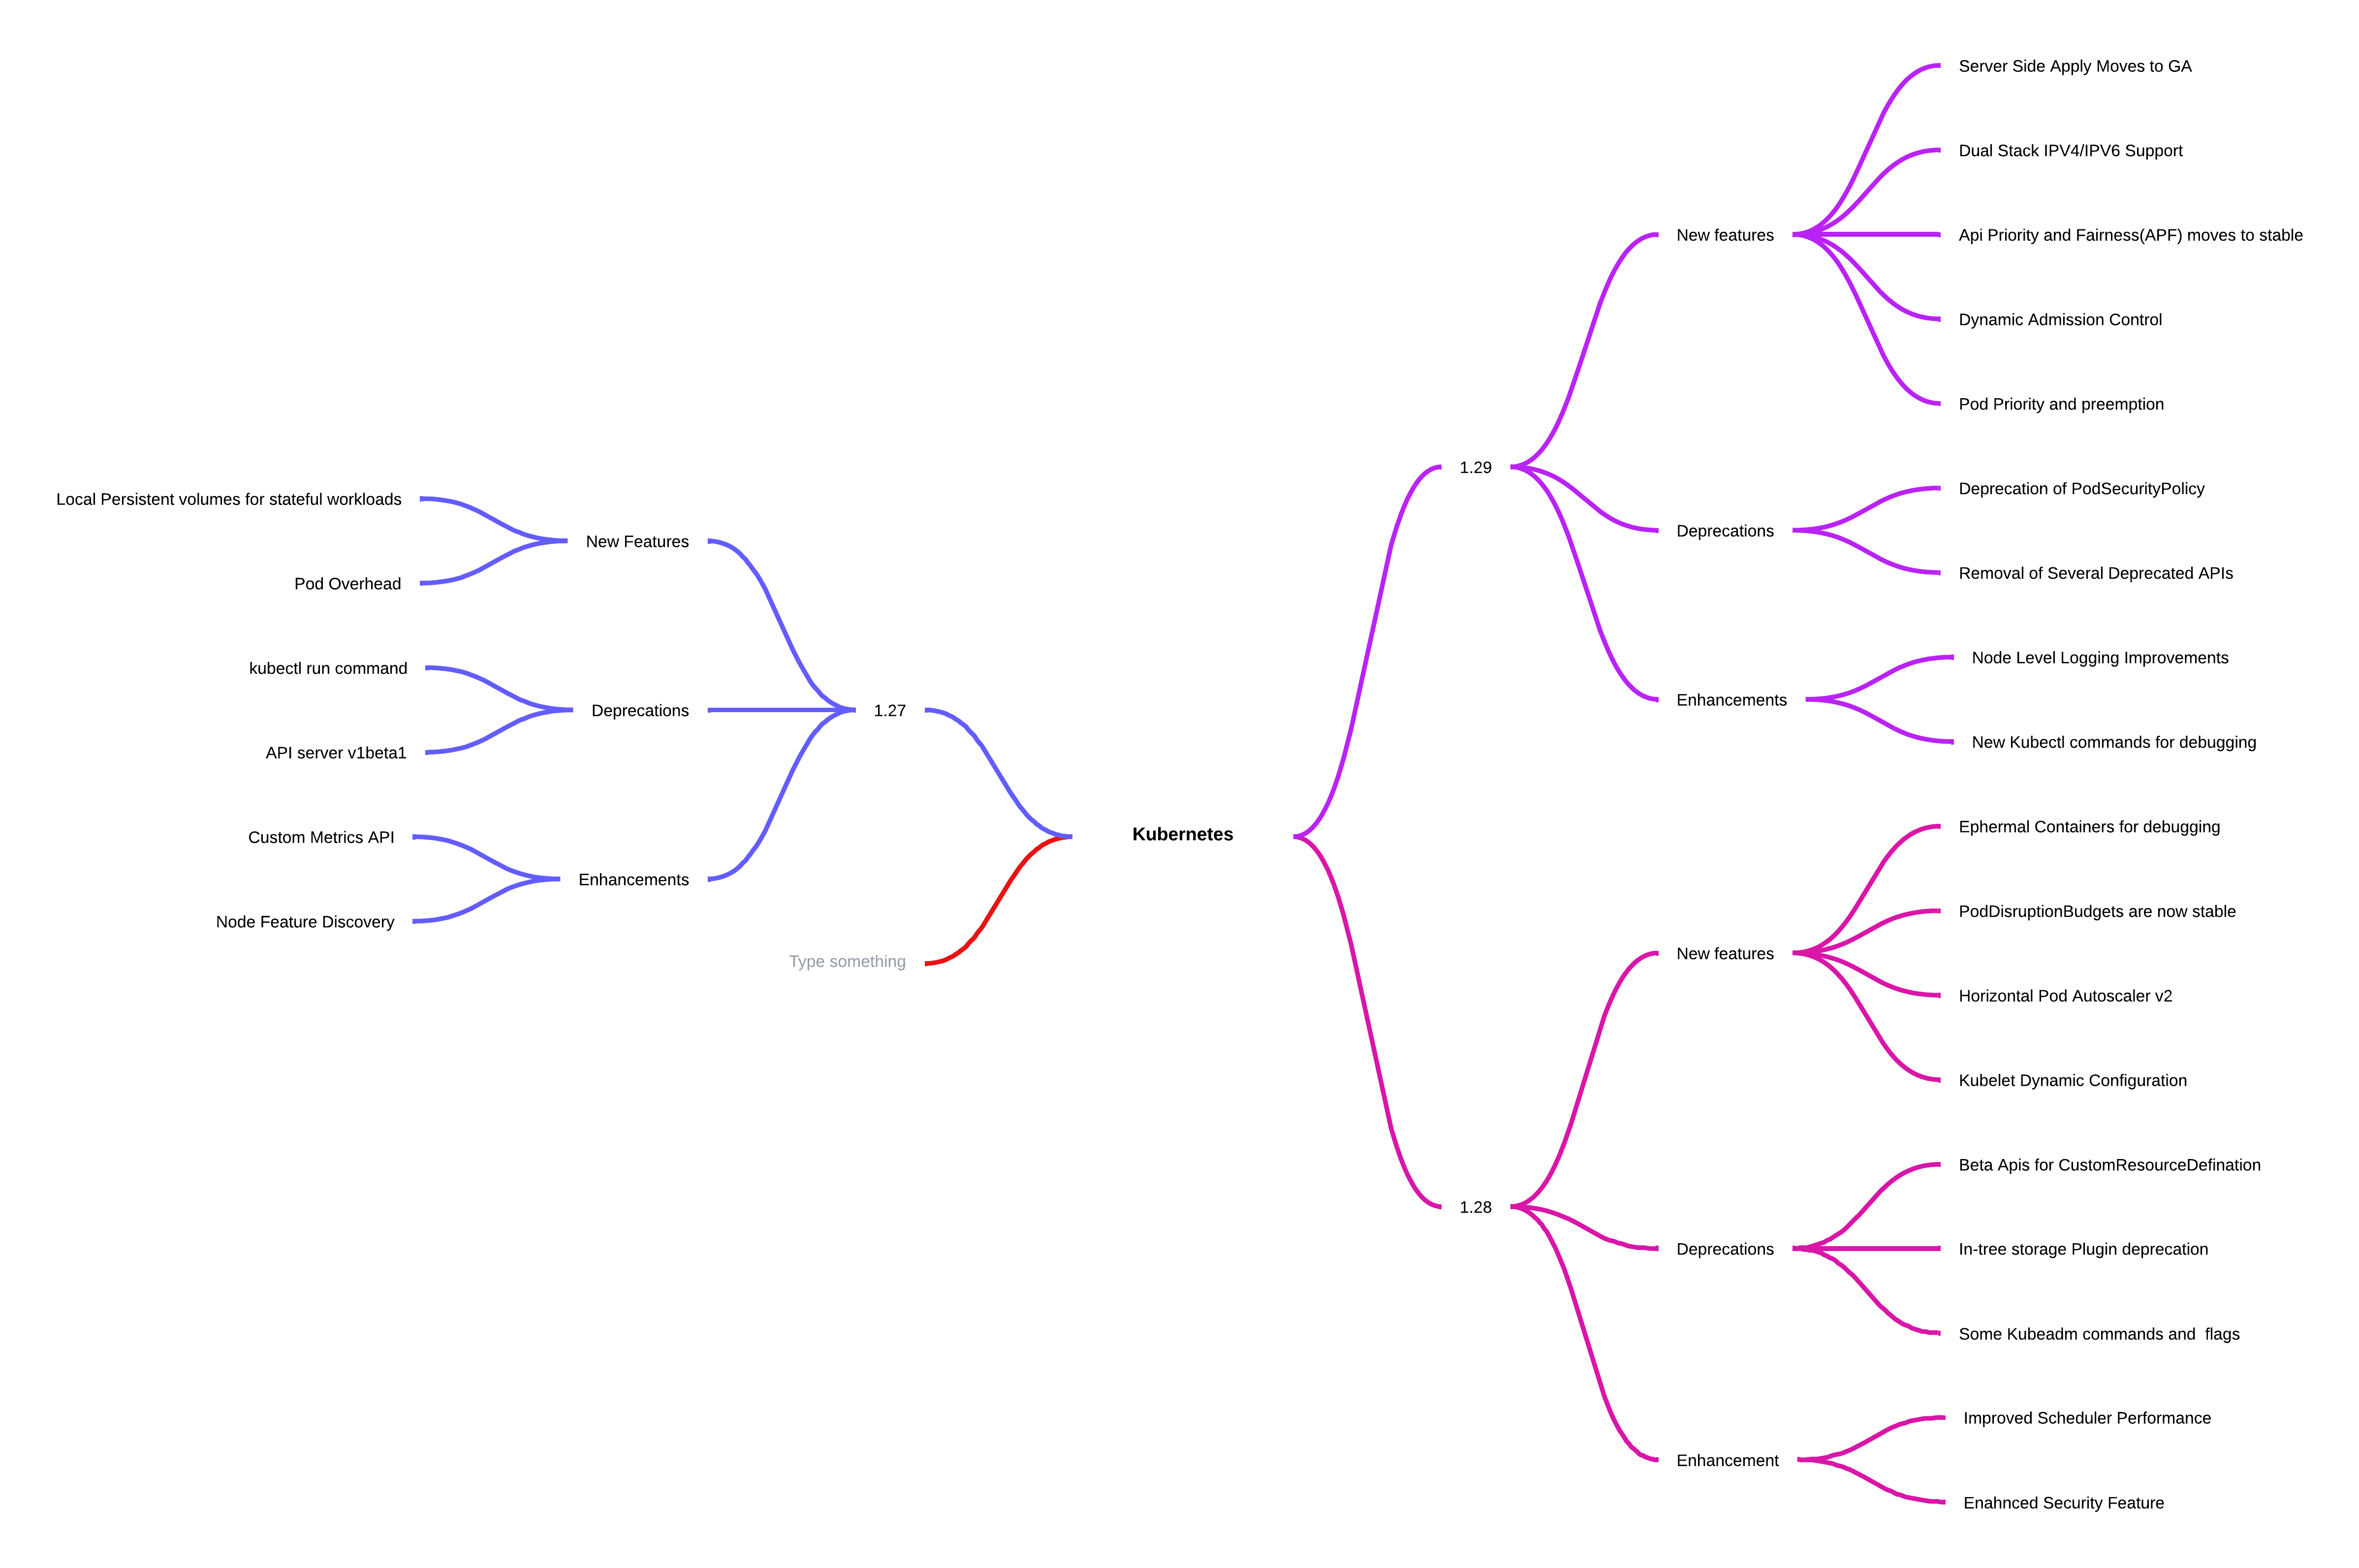 Kubernetes
1.29
New features
Server Side Apply Moves to GA
Dual Stack IPV4/IPV6 Support
Api Priority and Fairness(APF) moves to stable
Dynamic Admission Control
Pod Priority and preemption
Deprecations
Deprecation of PodSecurityPolicy
Removal of Several Deprecated APIs
Enhancements
Node Level Logging Improvements
New Kubectl commands for debugging
1.28
New features
Ephermal Containers for debugging
PodDisruptionBudgets are now stable
Horizontal Pod Autoscaler v2
Kubelet Dynamic Configuration
Deprecations
Beta Apis for CustomResourceDefination
In-tree storage Plugin deprecation
Some Kubeadm commands and  flags
Enhancement
Improved Scheduler Performance
Enahnced Security Feature
1.27
New Features
Local Persistent volumes for stateful workloads
Pod Overhead
Deprecations
kubectl run command
API server v1beta1
Enhancements
Custom Metrics API
Node Feature Discovery
Type something